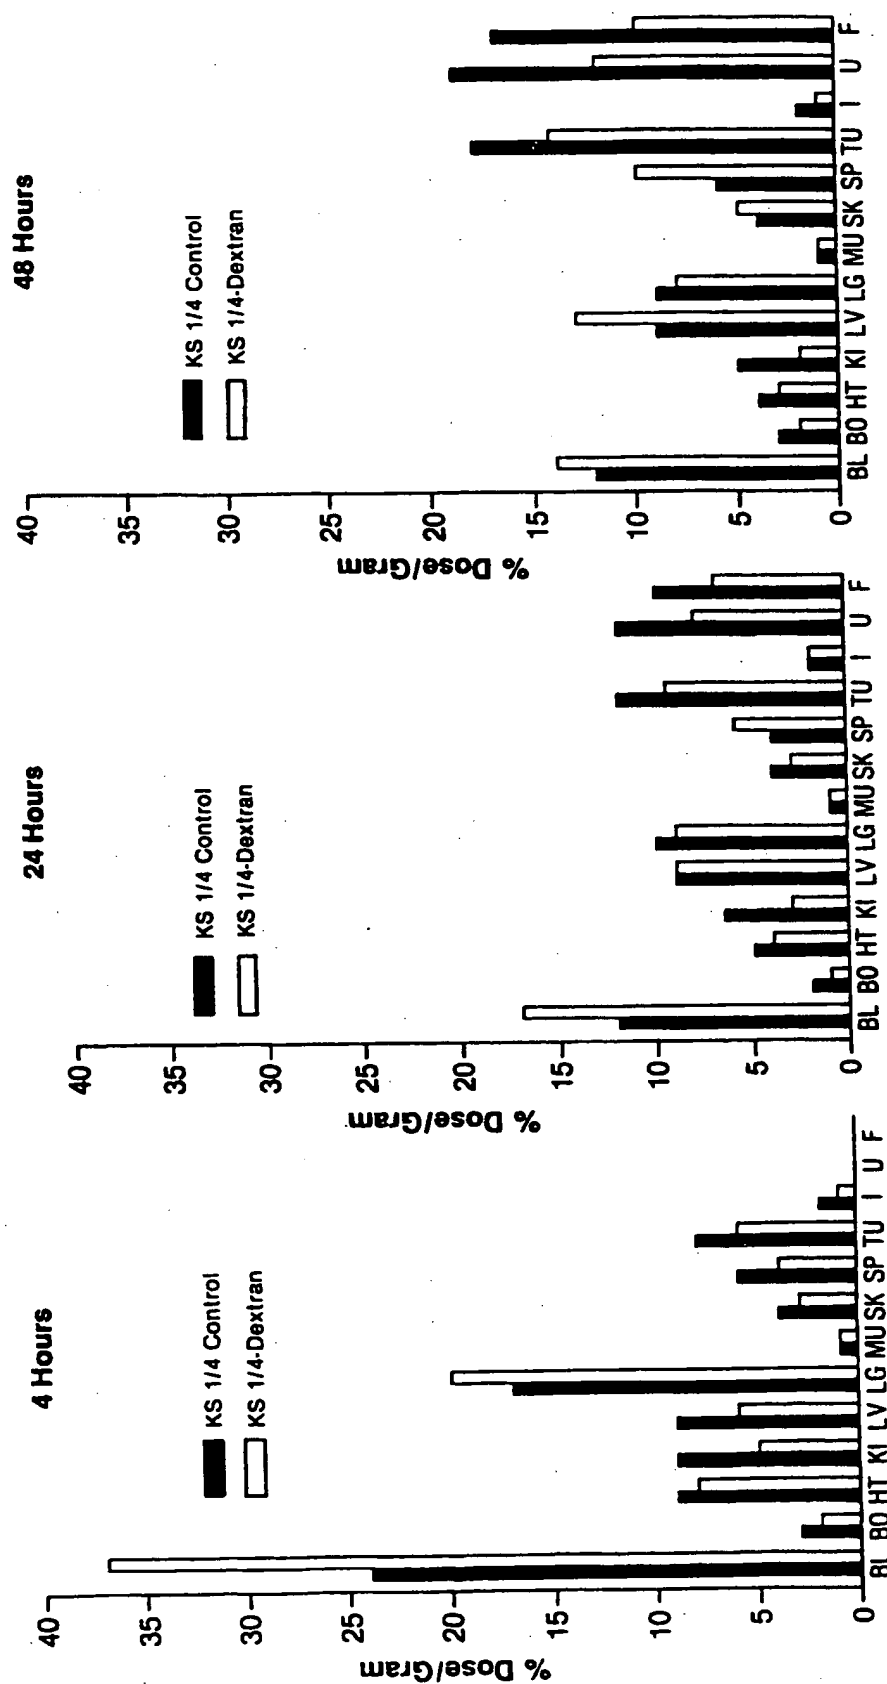 4 Hours
KS 1/4 Control
KS 1/4-Dextran
% Dose/Gram
40
35
30
25
20
15
10
5
0
BL BO HT KI LV LG MU SK SP TU I U F
24 Hours
KS 1/4 Control
KS 1/4-Dextran
% Dose/Gram
40
35
30
25
20
15
10
5
0
BL BO HT KI LV LG MU SK SP TU I U F
48 Hours
KS 1/4 Control
KS 1/4-Dextran
% Dose/Gram
40
35
30
25
20
15
10
5
0
BL BO HT KI LV LG MU SK SP TU I U F